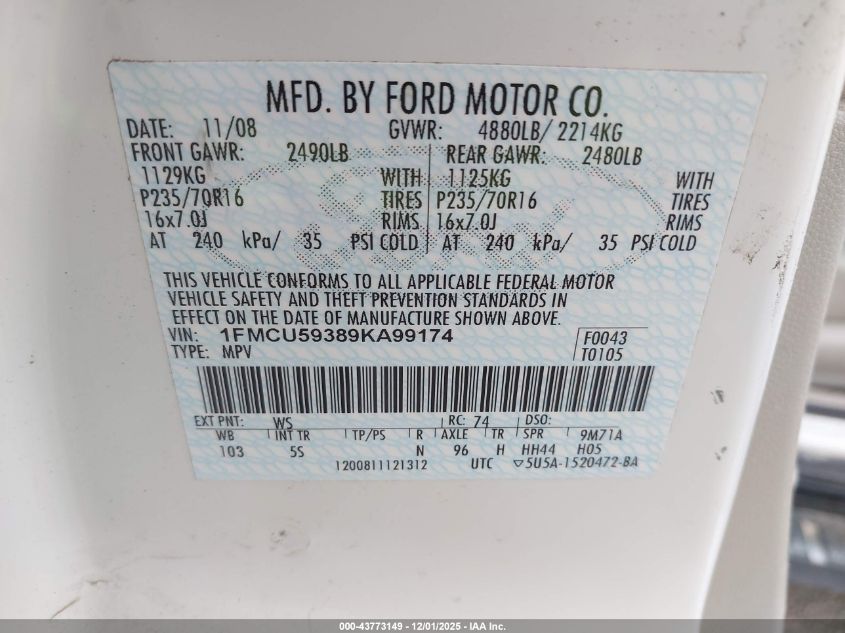 MFD. BY FORD MOTOR CO.
DATE: 11/08 GVWR: 4880LB/ 2214KG
FRONT GAWR: 2490LB REAR GAWR: 2480LB
1129KG WITH 1125KG WITH
P235/70R16 TIRES P235/70R16 TIRES
16x7.0J RIMS 16x7.0J RIMS
AT 240 kPa/ 35 PSI COLD AT 240 kPa/ 35 PSI COLD
THIS VEHICLE CONFORMS TO ALL APPLICABLE FEDERAL MOTOR
VEHICLE SAFETY AND THEFT PREVENTION STANDARDS IN
EFFECT ON THE DATE OF MANUFACTURE SHOWN ABOVE.
VIN: 1FMCU59389KA99174 F0043
TYPE: MPV T0105
EXT PNT: WS RC: 74 DSO:
WB INT TR TP/PS R AXLE TR SPR 9M71A
103 5S N 96 H HH44 H05
1200811121312 UTC ▽5U5A-1520472-BA
000-43773149 - 12/01/2025 - IAA Inc.